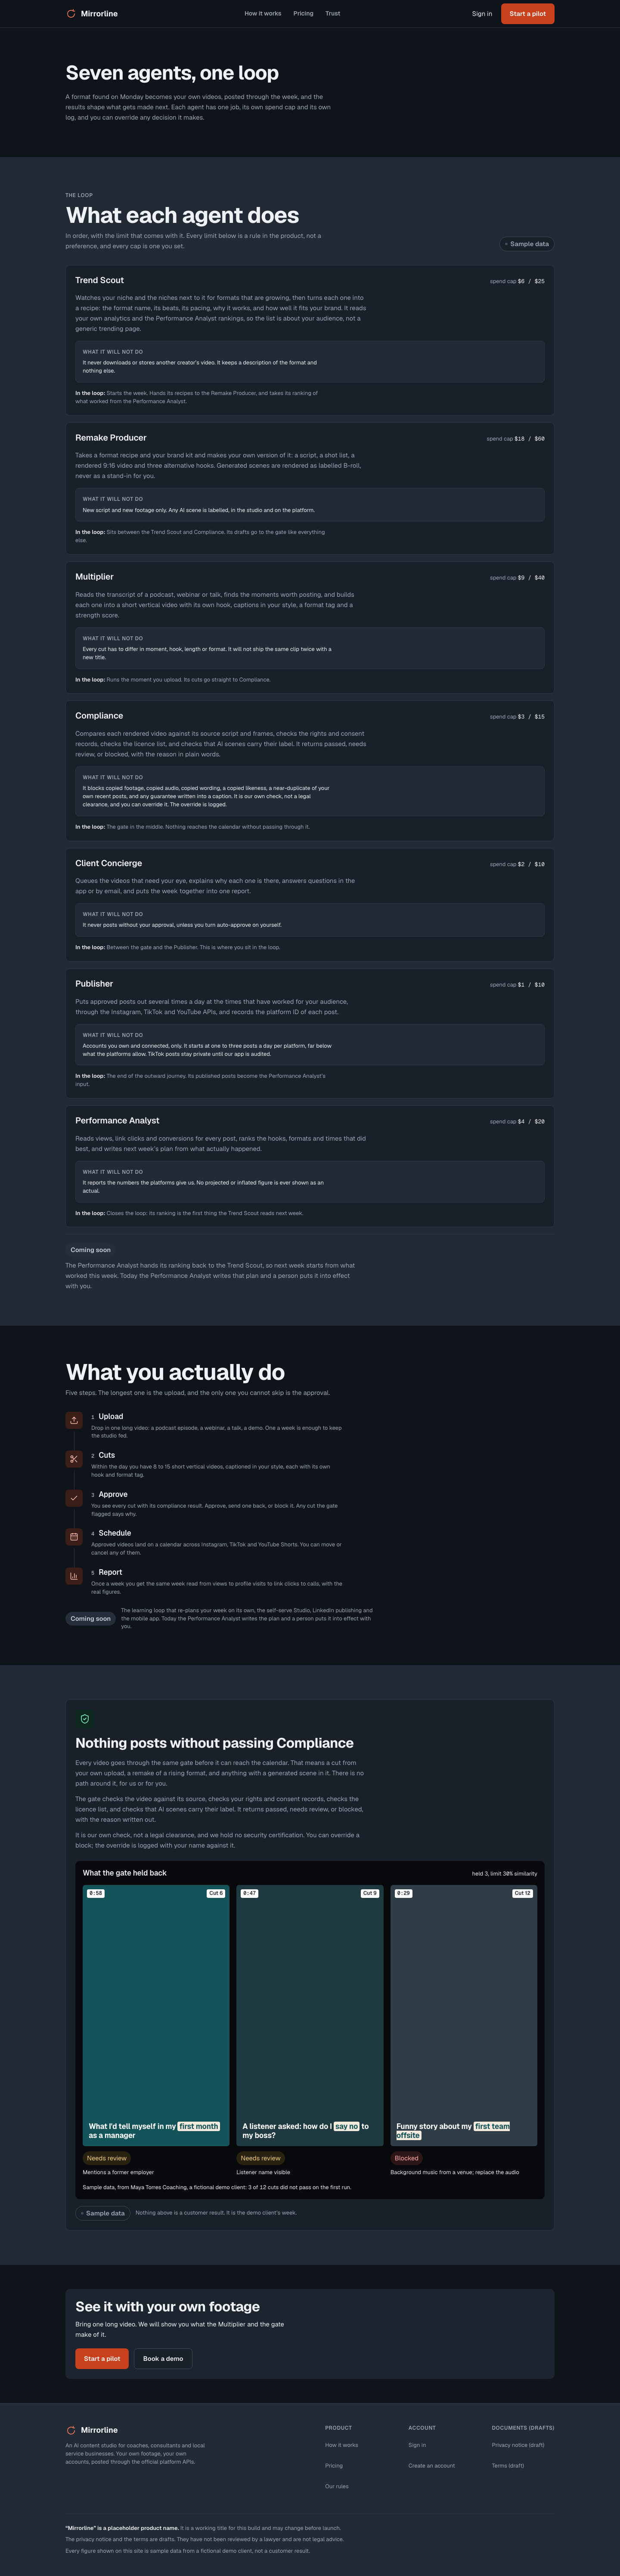 Mirrorline
How it works
Pricing
Trust
Sign in
Start a pilot
Seven agents, one loop
A format found on Monday becomes your own videos, posted through the week, and the
results shape what gets made next. Each agent has one job, its own spend cap and its own
log, and you can override any decision it makes.
THE LOOP
What each agent does
In order, with the limit that comes with it. Every limit below is a rule in the product, not a
preference, and every cap is one you set.
Sample data
Trend Scout
spend cap $6 / $25
Watches your niche and the niches next to it for formats that are growing, then turns each one into
a recipe: the format name, its beats, its pacing, why it works, and how well it fits your brand. It reads
your own analytics and the Performance Analyst rankings, so the list is about your audience, not a
generic trending page.
WHAT IT WILL NOT DO
It never downloads or stores another creator's video. It keeps a description of the format and
nothing else.
In the loop: Starts the week. Hands its recipes to the Remake Producer, and takes its ranking of
what worked from the Performance Analyst.
Remake Producer
spend cap $18 / $60
Takes a format recipe and your brand kit and makes your own version of it: a script, a shot list, a
rendered 9:16 video and three alternative hooks. Generated scenes are rendered as labelled B-roll,
never as a stand-in for you.
WHAT IT WILL NOT DO
New script and new footage only. Any AI scene is labelled, in the studio and on the platform.
In the loop: Sits between the Trend Scout and Compliance. Its drafts go to the gate like everything
else.
Multiplier
spend cap $9 / $40
Reads the transcript of a podcast, webinar or talk, finds the moments worth posting, and builds
each one into a short vertical video with its own hook, captions in your style, a format tag and a
strength score.
WHAT IT WILL NOT DO
Every cut has to differ in moment, hook, length or format. It will not ship the same clip twice with a
new title.
In the loop: Runs the moment you upload. Its cuts go straight to Compliance.
Compliance
spend cap $3 / $15
Compares each rendered video against its source script and frames, checks the rights and consent
records, checks the licence list, and checks that AI scenes carry their label. It returns passed, needs
review, or blocked, with the reason in plain words.
WHAT IT WILL NOT DO
It blocks copied footage, copied audio, copied wording, a copied likeness, a near-duplicate of your
own recent posts, and any guarantee written into a caption. It is our own check, not a legal
clearance, and you can override it. The override is logged.
In the loop: The gate in the middle. Nothing reaches the calendar without passing through it.
Client Concierge
spend cap $2 / $10
Queues the videos that need your eye, explains why each one is there, answers questions in the
app or by email, and puts the week together into one report.
WHAT IT WILL NOT DO
It never posts without your approval, unless you turn auto-approve on yourself.
In the loop: Between the gate and the Publisher. This is where you sit in the loop.
Publisher
spend cap $1 / $10
Puts approved posts out several times a day at the times that have worked for your audience,
through the Instagram, TikTok and YouTube APIs, and records the platform ID of each post.
WHAT IT WILL NOT DO
Accounts you own and connected, only. It starts at one to three posts a day per platform, far below
what the platforms allow. TikTok posts stay private until our app is audited.
In the loop: The end of the outward journey. Its published posts become the Performance Analyst's
input.
Performance Analyst
spend cap $4 / $20
Reads views, link clicks and conversions for every post, ranks the hooks, formats and times that did
best, and writes next week's plan from what actually happened.
WHAT IT WILL NOT DO
It reports the numbers the platforms give us. No projected or inflated figure is ever shown as an
actual.
In the loop: Closes the loop: its ranking is the first thing the Trend Scout reads next week.
Coming soon
The Performance Analyst hands its ranking back to the Trend Scout, so next week starts from what
worked this week. Today the Performance Analyst writes that plan and a person puts it into effect
with you.
What you actually do
Five steps. The longest one is the upload, and the only one you cannot skip is the approval.
1 Upload
Drop in one long video: a podcast episode, a webinar, a talk, a demo. One a week is enough to keep
the studio fed.
2 Cuts
Within the day you have 8 to 15 short vertical videos, captioned in your style, each with its own
hook and format tag.
3 Approve
You see every cut with its compliance result. Approve, send one back, or block it. Any cut the gate
flagged says why.
4 Schedule
Approved videos land on a calendar across Instagram, TikTok and YouTube Shorts. You can move or
cancel any of them.
5 Report
Once a week you get the same week read from views to profile visits to link clicks to calls, with the
real figures.
Coming soon
The learning loop that re-plans your week on its own, the self-serve Studio, LinkedIn publishing and
the mobile app. Today the Performance Analyst writes the plan and a person puts it into effect with
you.
Nothing posts without passing Compliance
Every video goes through the same gate before it can reach the calendar. That means a cut from
your own upload, a remake of a rising format, and anything with a generated scene in it. There is no
path around it, for us or for you.
The gate checks the video against its source, checks your rights and consent records, checks the
licence list, and checks that AI scenes carry their label. It returns passed, needs review, or blocked,
with the reason written out.
It is our own check, not a legal clearance, and we hold no security certification. You can override a
block; the override is logged with your name against it.
What the gate held back
held 3, limit 30% similarity
0:58
Cut 6
What I'd tell myself in my first month
as a manager
Needs review
Mentions a former employer
0:47
Cut 9
A listener asked: how do I say no to
my boss?
Needs review
Listener name visible
0:29
Cut 12
Funny story about my first team
offsite
Blocked
Background music from a venue; replace the audio
Sample data, from Maya Torres Coaching, a fictional demo client: 3 of 12 cuts did not pass on the first run.
Sample data
Nothing above is a customer result. It is the demo client's week.
See it with your own footage
Bring one long video. We will show you what the Multiplier and the gate
make of it.
Start a pilot
Book a demo
Mirrorline
An AI content studio for coaches, consultants and local
service businesses. Your own footage, your own
accounts, posted through the official platform APIs.
PRODUCT
How it works
Pricing
Our rules
ACCOUNT
Sign in
Create an account
DOCUMENTS (DRAFTS)
Privacy notice (draft)
Terms (draft)
"Mirrorline" is a placeholder product name. It is a working title for this build and may change before launch.
The privacy notice and the terms are drafts. They have not been reviewed by a lawyer and are not legal advice.
Every figure shown on this site is sample data from a fictional demo client, not a customer result.